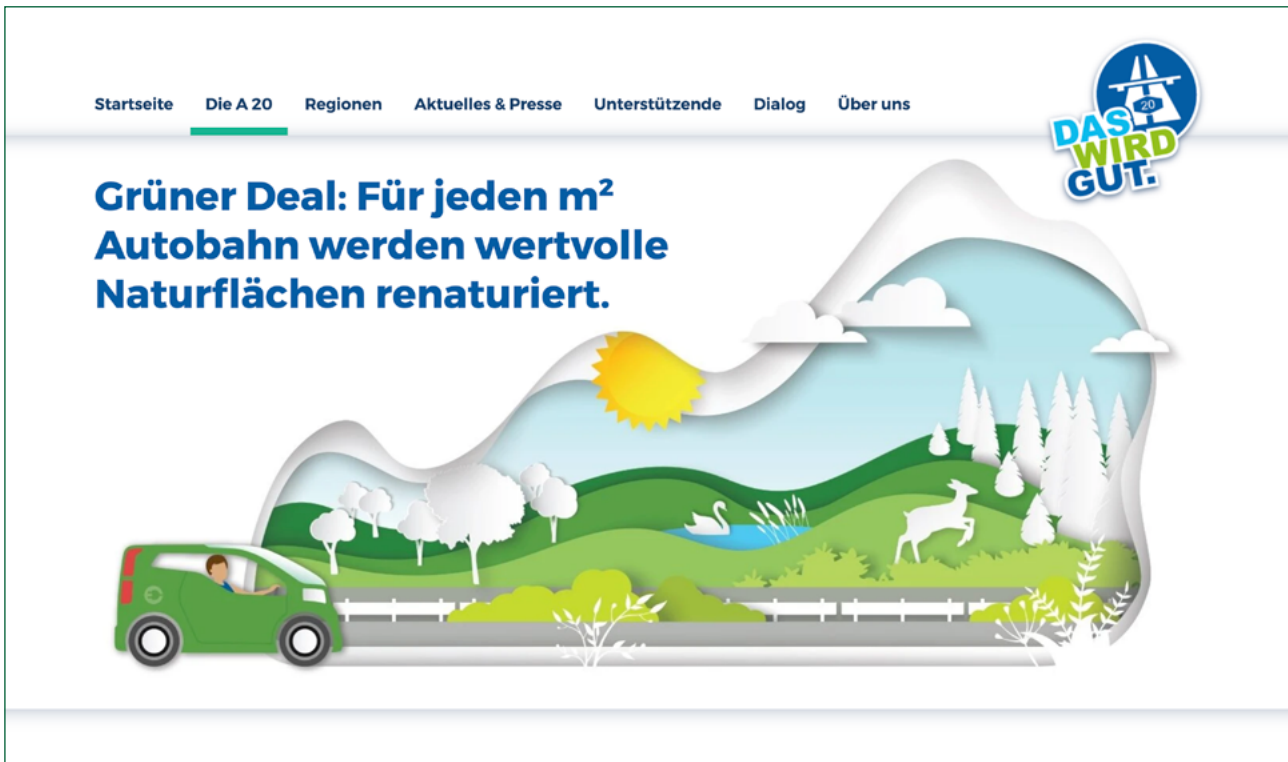 Startseite Die A 20 Regionen Aktuelles & Presse Unterstützende Dialog Über uns
20
DAS
WIRD
GUT.
Grüner Deal: Für jeden m²
Autobahn werden wertvolle
Naturflächen renaturiert.